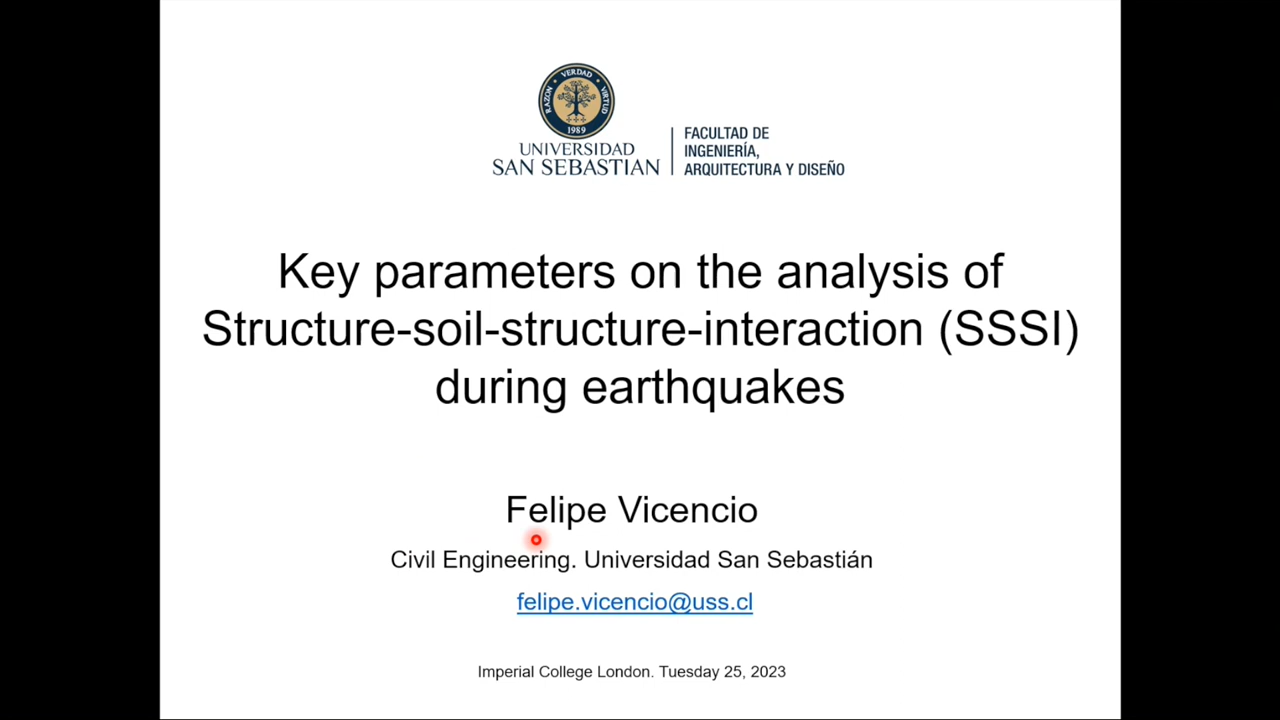 RAZON VERDAD VIRTUD
1989
UNIVERSIDAD
SAN SEBASTIAN
FACULTAD DE
INGENIERÍA,
ARQUITECTURA Y DISEÑO
Key parameters on the analysis of
Structure-soil-structure-interaction (SSSI)
during earthquakes
Felipe Vicencio
Civil Engineering. Universidad San Sebastián
felipe.vicencio@uss.cl
Imperial College London. Tuesday 25, 2023